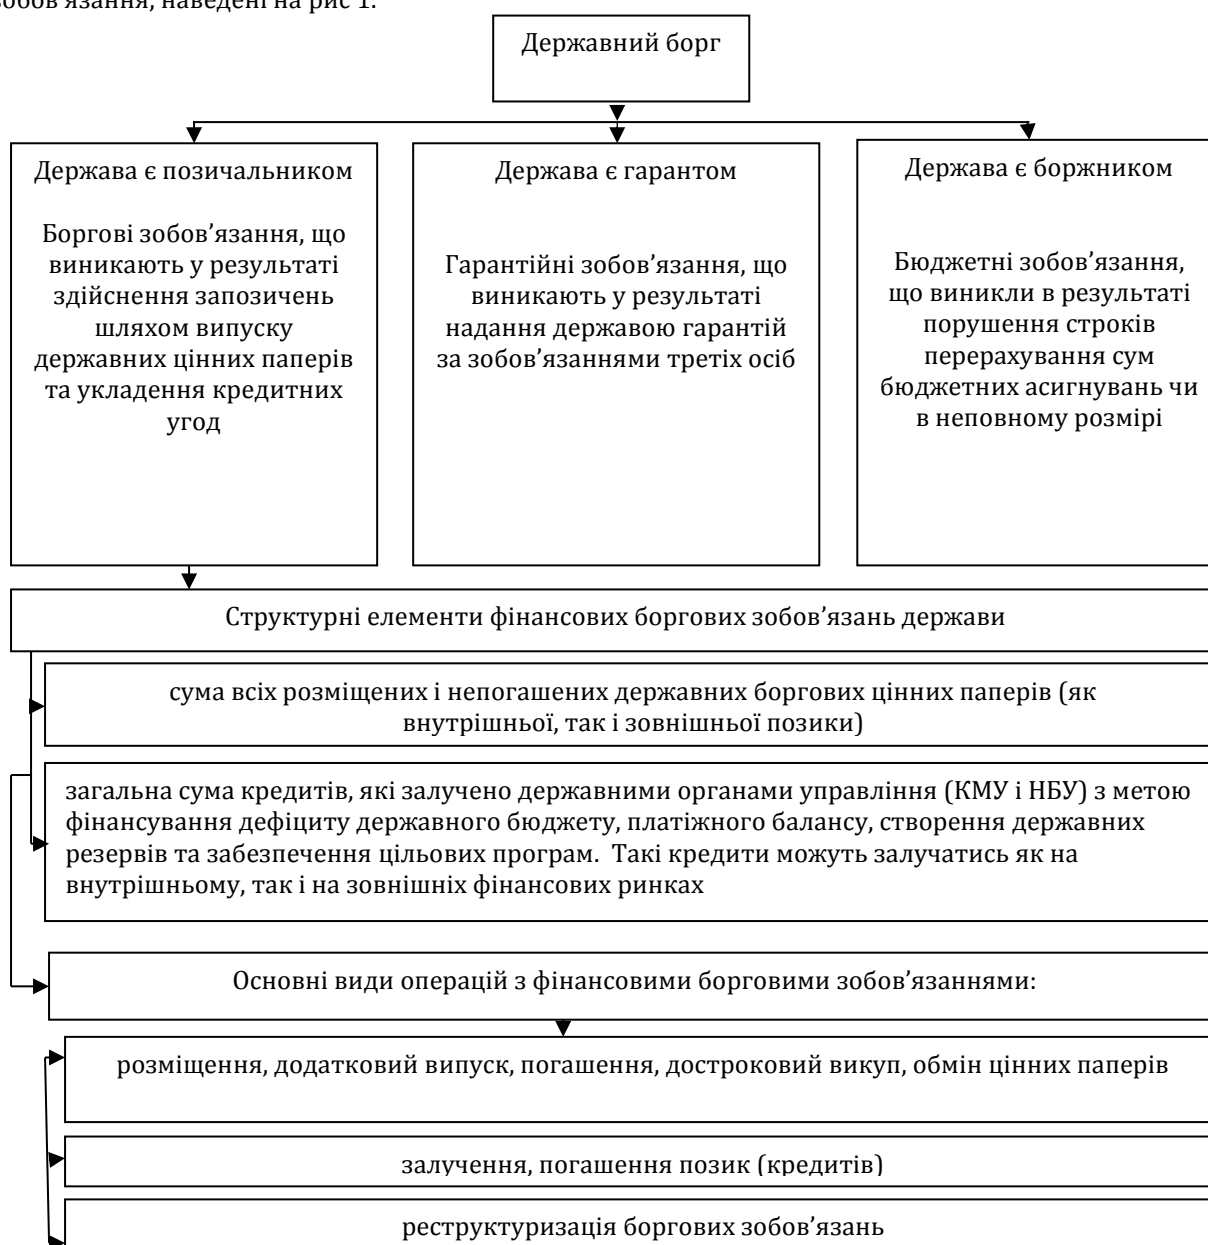 зобов'язання, наведені на рис 1.
Державний борг
Держава є позичальником
Боргові зобов’язання, що
виникають у результаті
здійснення запозичень
шляхом випуску
державних цінних паперів
та укладення кредитних
угод
Держава є гарантом
Гарантійні зобов’язання, що
виникають у результаті
надання державою гарантій
за зобов’язаннями третіх осіб
Держава є боржником
Бюджетні зобов’язання,
що виникли в результаті
порушення строків
перерахування сум
бюджетних асигнувань чи
в неповному розмірі
Структурні елементи фінансових боргових зобов’язань держави
сума всіх розміщених і непогашених державних боргових цінних паперів (як
внутрішньої, так і зовнішньої позики)
загальна сума кредитів, які залучено державними органами управління (КМУ і НБУ) з метою
фінансування дефіциту державного бюджету, платіжного балансу, створення державних
резервів та забезпечення цільових програм. Такі кредити можуть залучатись як на
внутрішньому, так і на зовнішніх фінансових ринках
Основні види операцій з фінансовими борговими зобов’язаннями:
розміщення, додатковий випуск, погашення, достроковий викуп, обмін цінних паперів
залучення, погашення позик (кредитів)
реструктуризація боргових зобов’язань